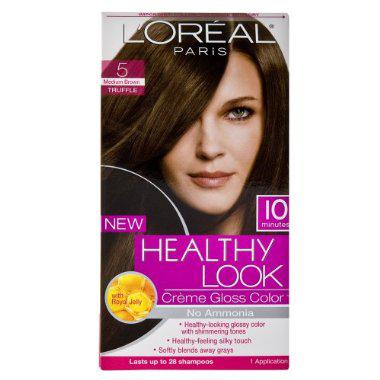 L'ORÉAL
PARIS
5
Medium Brown
TRUFFLE
10
minutes
NEW
HEALTHY
LOOK
Crème Gloss Color
with
Royal Jelly
No Ammonia
• Healthy-looking glossy color
with shimmering tones
• Healthy-feeling silky touch
• Softly blends away grays
Lasts up to 28 shampoos
1 Application